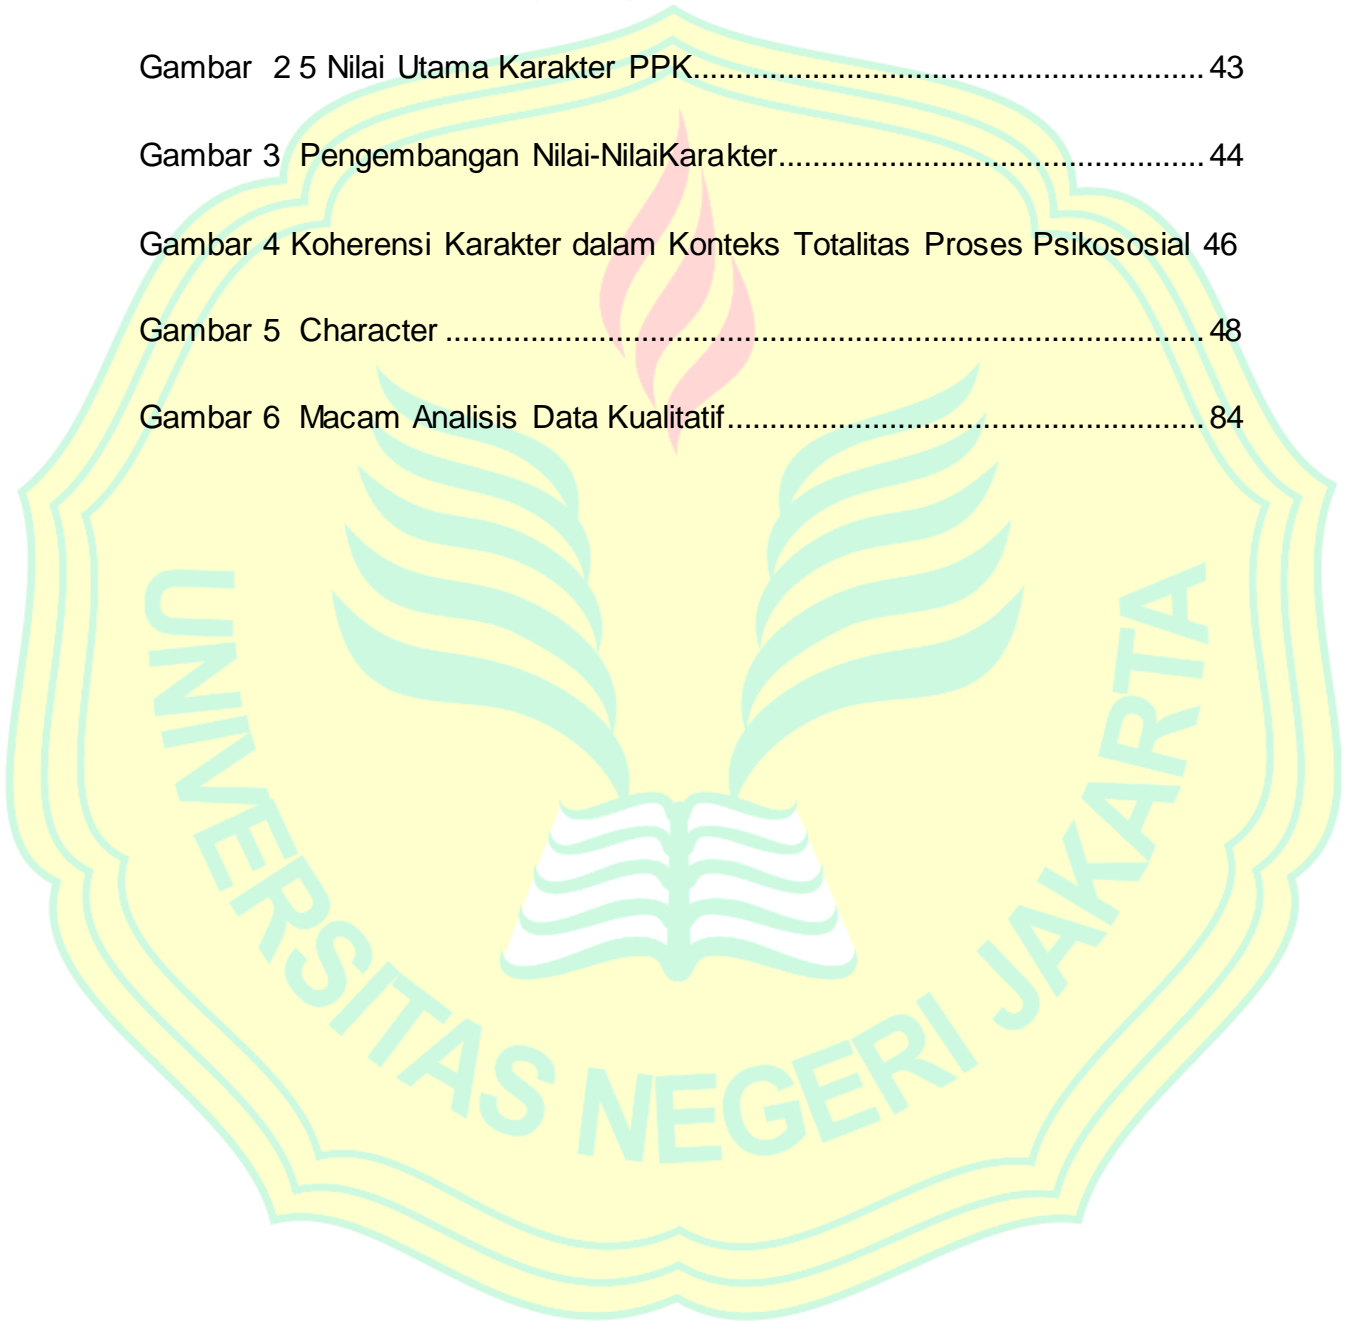 Gambar 2 5 Nilai Utama Karakter PPK............................................................. 43
Gambar 3 Pengembangan Nilai-NilaiKarakter................................................... 44
Gambar 4 Koherensi Karakter dalam Konteks Totalitas Proses Psikososial 46
Gambar 5 Character ........................................................................................... 48
Gambar 6 Macam Analisis Data Kualitatif......................................................... 84
UNIVERSITAS NEGERI JAKARTA